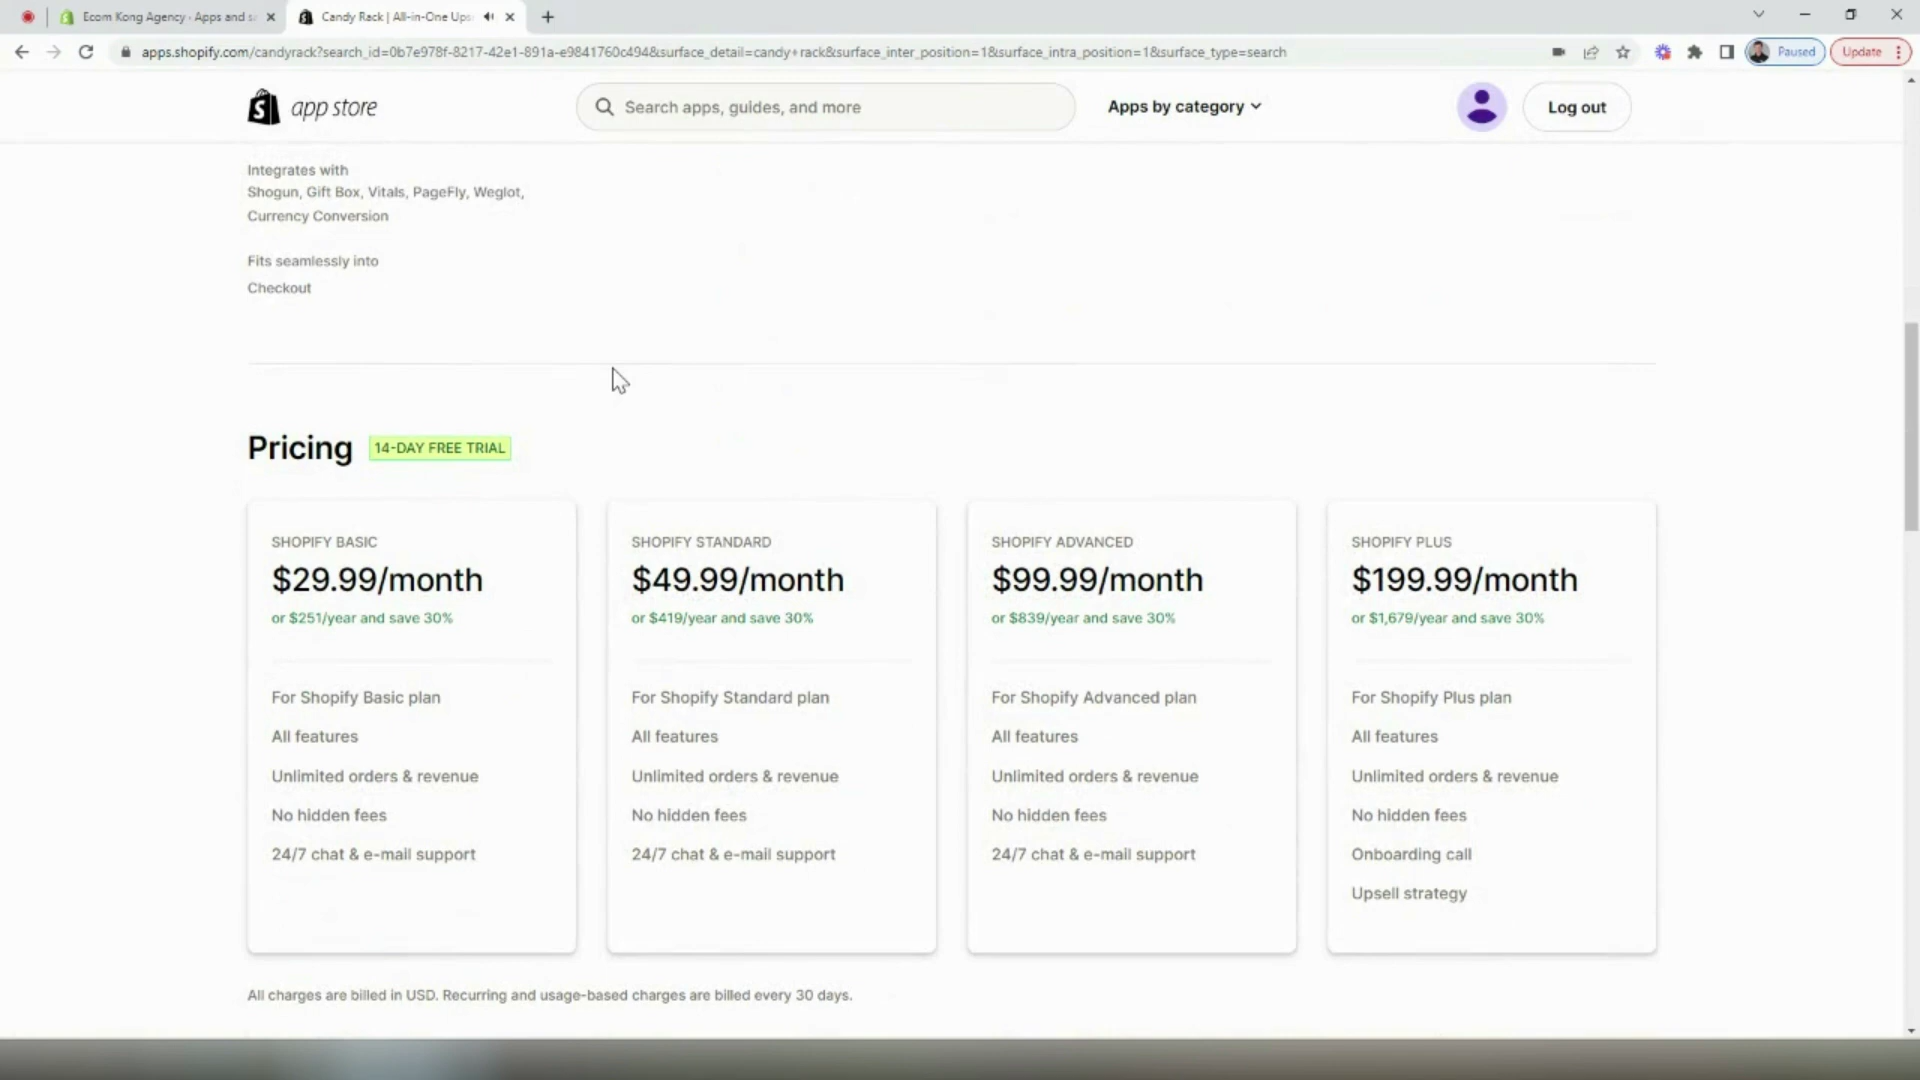 Ecom Kong Agency · Apps and s
Candy Rack | All-in-One Ups
apps.shopify.com/candyrack?search_id=0b7e978f-8217-42e1-891a-e9841760c494&surface_detail=candy+rack&surface_inter_position=1&surface_intra_position=1&surface_type=search
Paused
Update
app store
Search apps, guides, and more
Apps by category
Log out
Integrates with
Shogun, Gift Box, Vitals, PageFly, Weglot,
Currency Conversion
Fits seamlessly into
Checkout
Pricing 14-DAY FREE TRIAL
SHOPIFY BASIC
$29.99/month
or $251/year and save 30%
For Shopify Basic plan
All features
Unlimited orders & revenue
No hidden fees
24/7 chat & e-mail support
SHOPIFY STANDARD
$49.99/month
or $419/year and save 30%
For Shopify Standard plan
All features
Unlimited orders & revenue
No hidden fees
24/7 chat & e-mail support
SHOPIFY ADVANCED
$99.99/month
or $839/year and save 30%
For Shopify Advanced plan
All features
Unlimited orders & revenue
No hidden fees
24/7 chat & e-mail support
SHOPIFY PLUS
$199.99/month
or $1,679/year and save 30%
For Shopify Plus plan
All features
Unlimited orders & revenue
No hidden fees
Onboarding call
Upsell strategy
All charges are billed in USD. Recurring and usage-based charges are billed every 30 days.